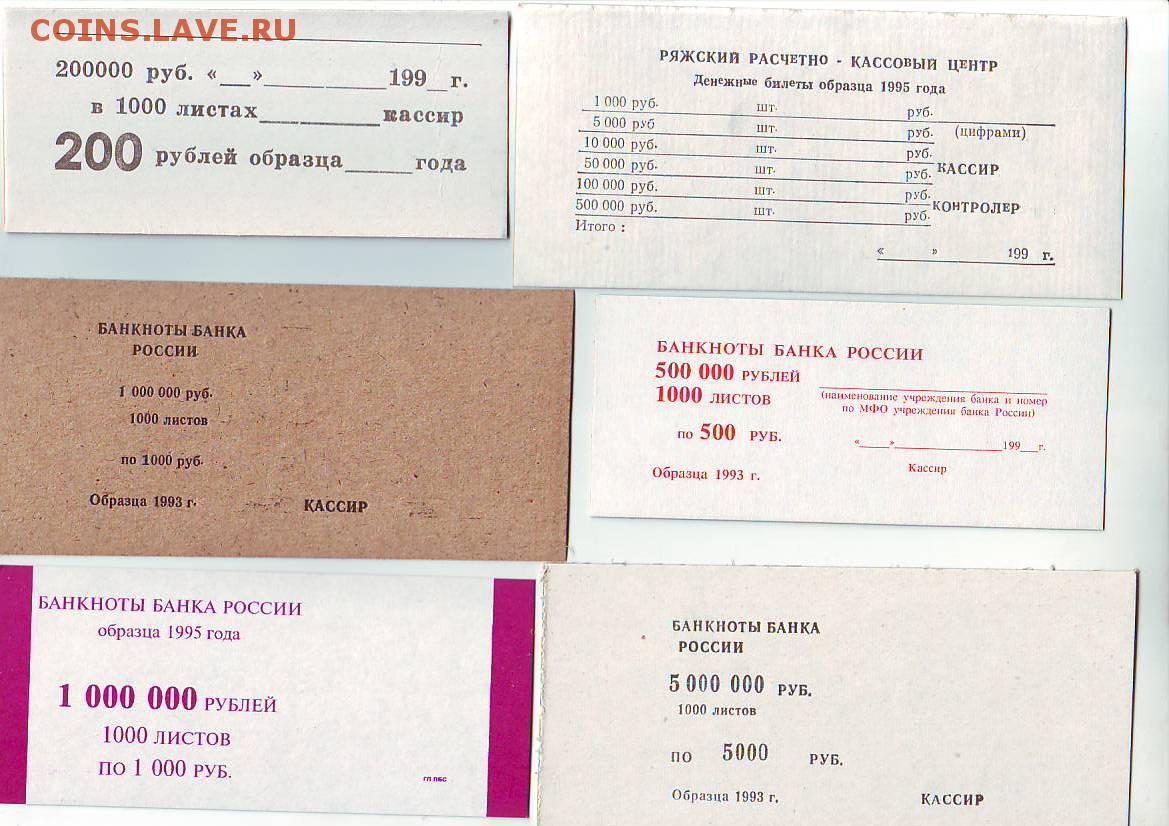 COINS.LAVE.RU
200000 руб. «__»________199__г.
в 1000 листах________кассир
200 рублей образца_____года
РЯЖСКИЙ РАСЧЕТНО - КАССОВЫЙ ЦЕНТР
Денежные билеты образца 1995 года
1 000 руб. шт. руб.
5 000 руб шт. руб. (цифрами)
10 000 руб. шт. руб.
50 000 руб. шт. руб. КАССИР
100 000 руб. шт. руб.
500 000 руб. шт. руб. КОНТРОЛЕР
Итого :
« » 199 г.
БАНКНОТЫ БАНКА
РОССИИ
1 000 000 руб.
1000 листов
по 1000 руб.
Образца 1993 г. КАССИР
БАНКНОТЫ БАНКА РОССИИ
500 000 РУБЛЕЙ
1000 ЛИСТОВ
(наименование учреждения банка и номер
по МФО учреждения банка России)
по 500 РУБ.
«____»______________199__г.
Кассир
Образца 1993 г.
БАНКНОТЫ БАНКА РОССИИ
образца 1995 года
1 000 000 РУБЛЕЙ
1000 ЛИСТОВ
ПО 1 000 РУБ.
ГП ПБС
БАНКНОТЫ БАНКА
РОССИИ
5 000 000 РУБ.
1000 листов
ПО 5000 РУБ.
Образца 1993 г. КАССИР